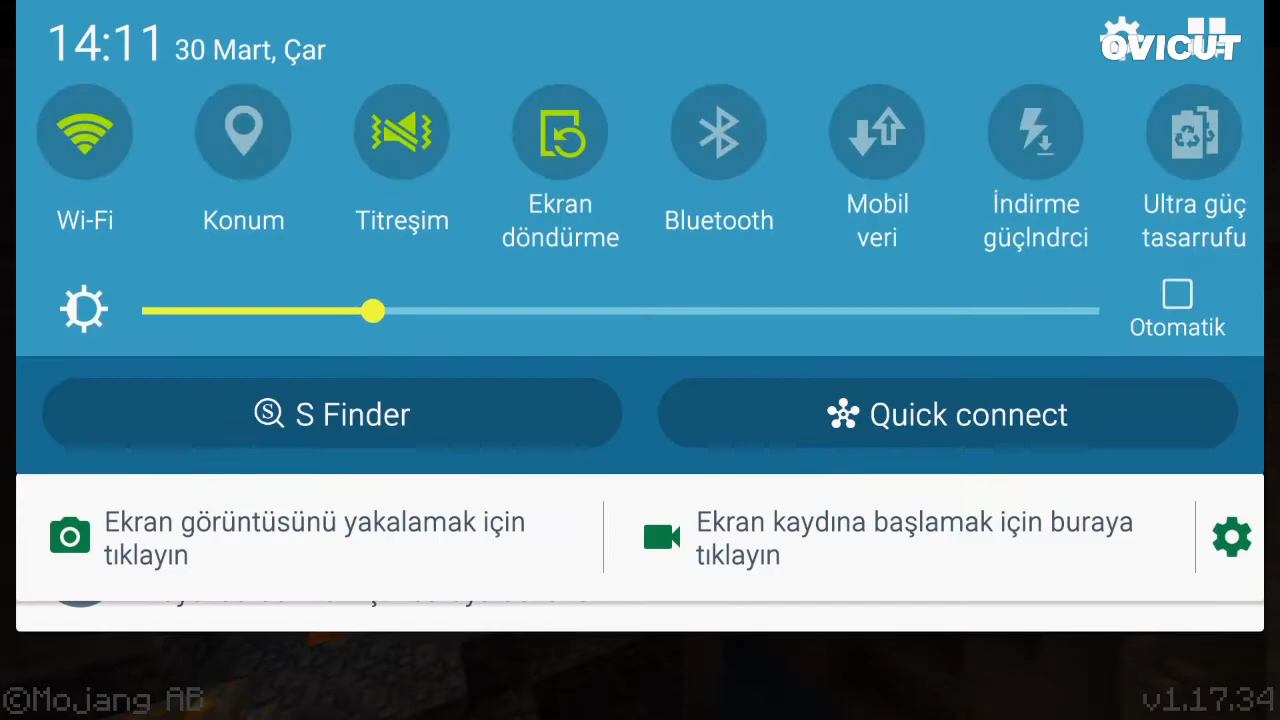 14:11 30 Mart, Çar
OVICUT
Wi-Fi
Konum
Titreşim
Ekran
döndürme
Bluetooth
Mobil
veri
İndirme
güçlndrci
Ultra güç
tasarrufu
Otomatik
S Finder
Quick connect
Ekran görüntüsünü yakalamak için
tıklayın
Ekran kaydına başlamak için buraya
tıklayın
©Mojang AB
v1.17.34